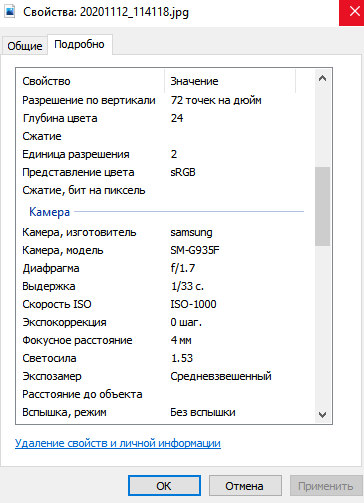 Свойства: 20201112_114118.jpg
Общие Подробно
Свойство Значение
Разрешение по вертикали 72 точек на дюйм
Глубина цвета 24
Сжатие
Единица разрешения 2
Представление цвета sRGB
Сжатие, бит на пиксель
Камера
Камера, изготовитель samsung
Камера, модель SM-G935F
Диафрагма f/1.7
Выдержка 1/33 с.
Скорость ISO ISO-1000
Экспокоррекция 0 шаг.
Фокусное расстояние 4 мм
Светосила 1.53
Экспозамер Средневзвешенный
Расстояние до объекта
Вспышка, режим Без вспышки
Удаление свойств и личной информации
ОК Отмена Применить